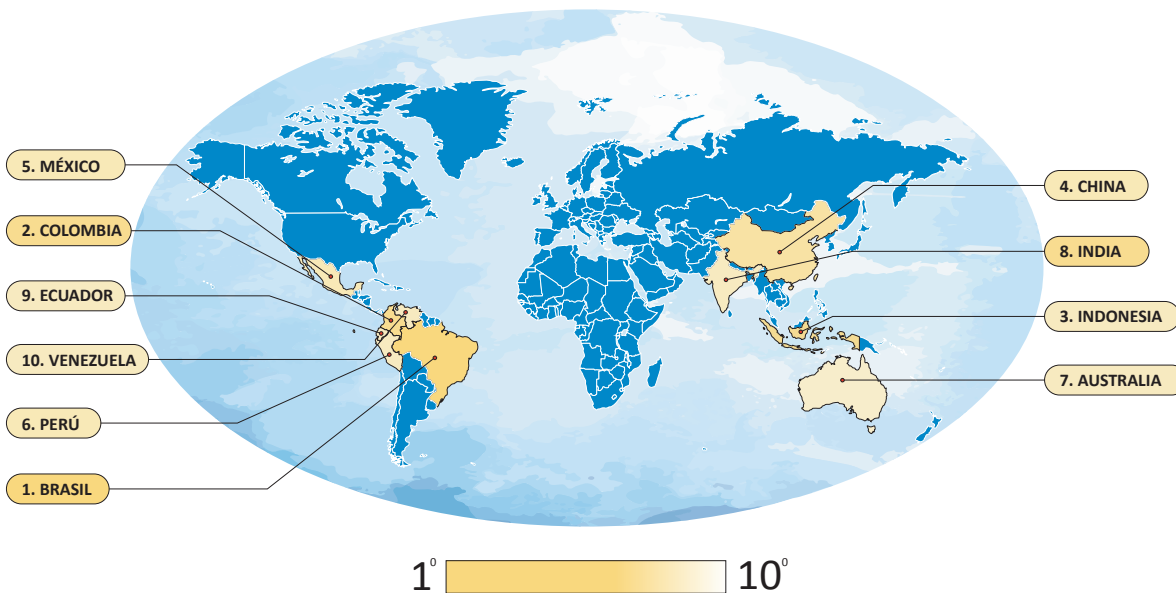 5. MÉXICO
2. COLOMBIA
9. ECUADOR
10. VENEZUELA
6. PERÚ
1. BRASIL
4. CHINA
8. INDIA
3. INDONESIA
7. AUSTRALIA
1⁰ 10⁰